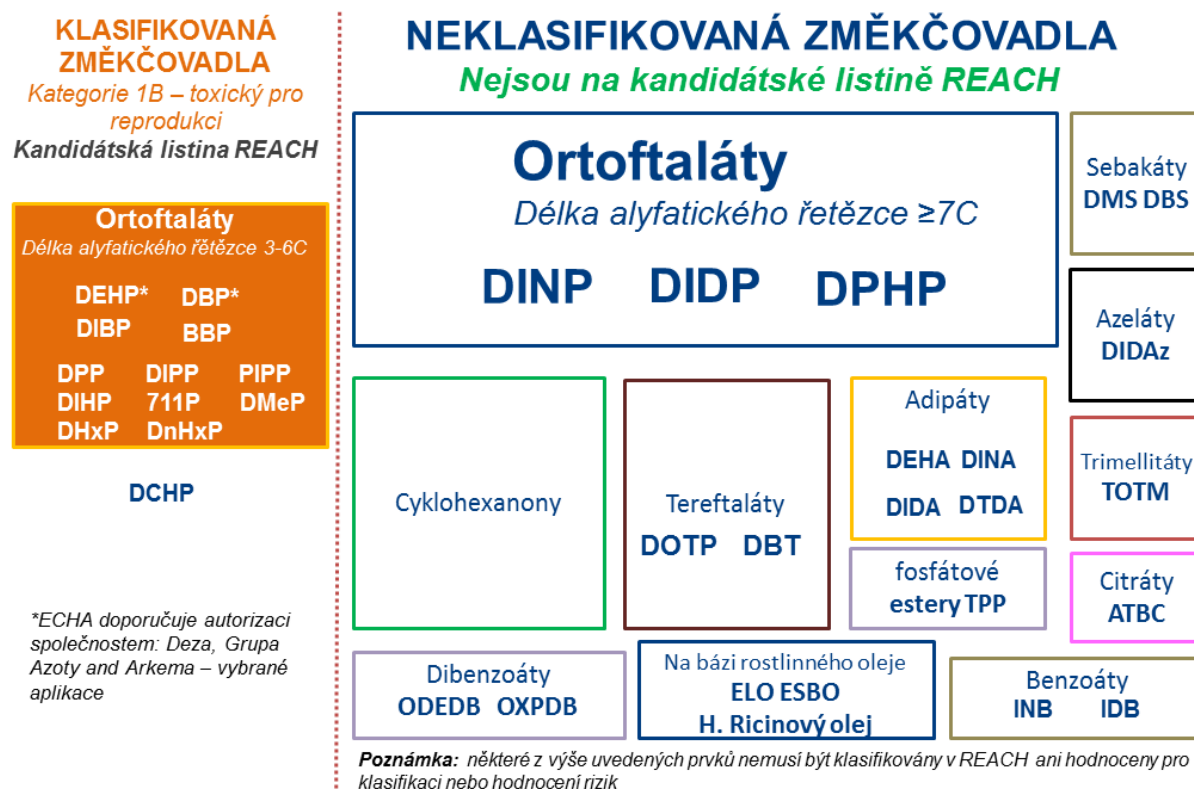 KLASIFIKOVANÁ
ZMĚKČOVADLA
Kategorie 1B – toxický pro
reprodukci
Kandidátská listina REACH
Ortoftaláty
Délka alyfatického řětězce 3-6C
DEHP* DBP*
DIBP BBP
DPP DIPP PIPP
DIHP 711P DMeP
DHxP DnHxP
DCHP
*ECHA doporučuje autorizaci
společnostem: Deza, Grupa
Azoty and Arkema – vybrané
aplikace
NEKLASIFIKOVANÁ ZMĚKČOVADLA
Nejsou na kandidátské listině REACH
Ortoftaláty
Délka alyfatického řetězce ≥7C
DINP DIDP DPHP
Sebakáty
DMS DBS
Azeláty
DIDAz
Cyklohexanony
Tereftaláty
DOTP DBT
Adipáty
DEHA DINA
DIDA DTDA
Trimellitáty
TOTM
fosfátové
estery TPP
Citráty
ATBC
Dibenzoáty
ODEDB OXPDB
Na bázi rostlinného oleje
ELO ESBO
H. Ricinový olej
Benzoáty
INB IDB
Poznámka: některé z výše uvedených prvků nemusí být klasifikovány v REACH ani hodnoceny pro
klasifikaci nebo hodnocení rizik